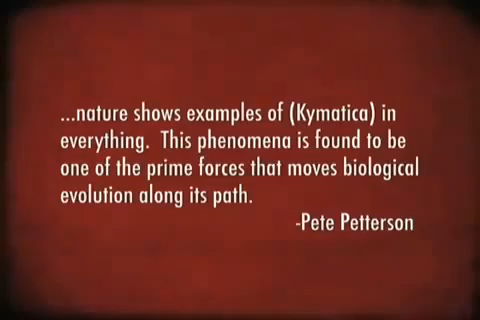 ...nature shows examples of (Kymatica) in
everything. This phenomena is found to be
one of the prime forces that moves biological
evolution along its path.
-Pete Petterson